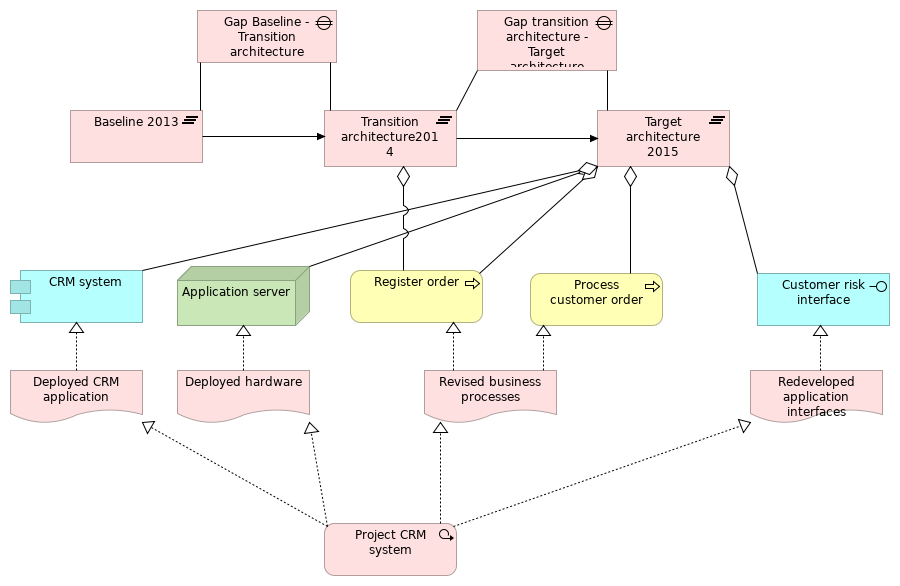 Gap Baseline -
Transition
architecture
Gap transition
architecture -
Target
architecture
Baseline 2013
Transition
architecture201
4
Target
architecture
2015
CRM system
Application server
Register order
Process
customer order
Customer risk
interface
Deployed CRM
application
Deployed hardware
Revised business
processes
Redeveloped
application
interfaces
Project CRM
system